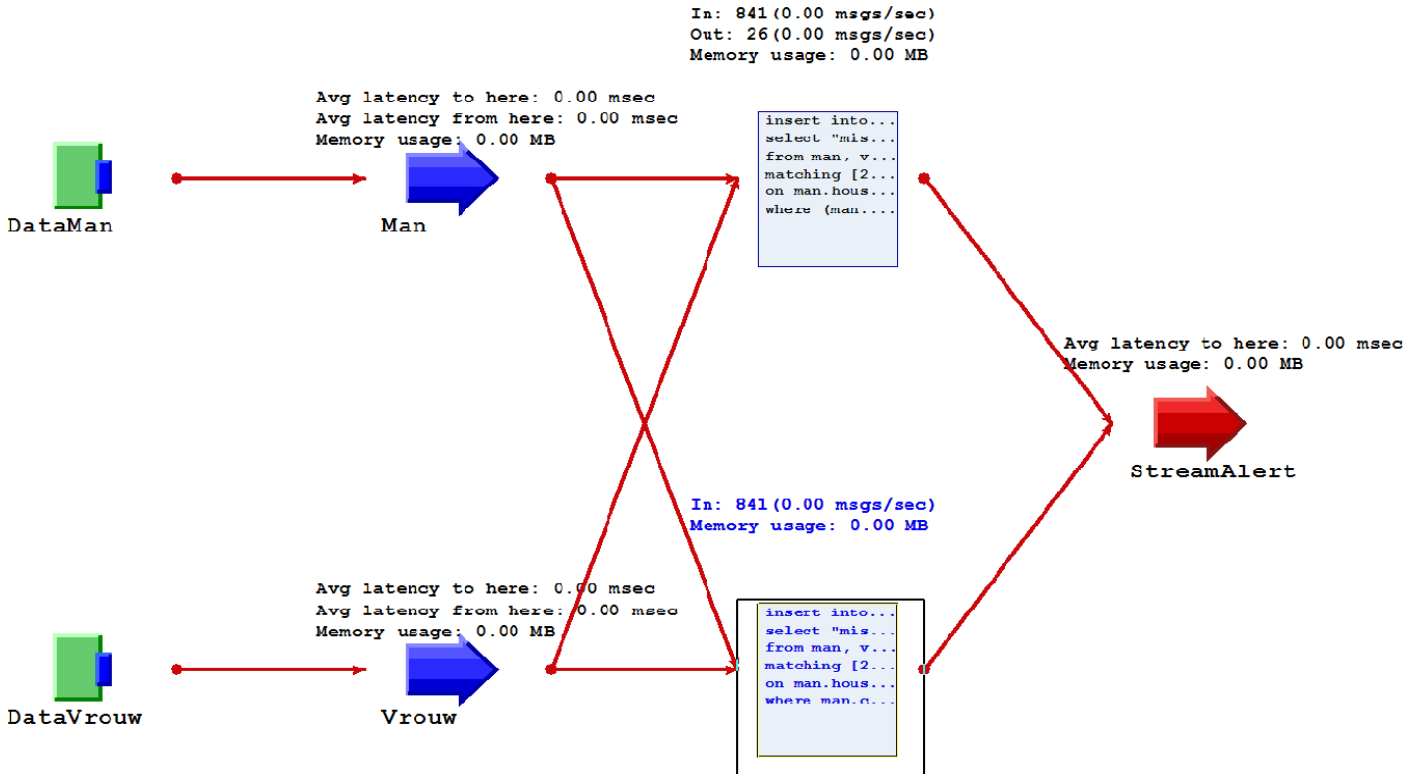 In: 841(0.00 msgs/sec)
Out: 26(0.00 msgs/sec)
Memory usage: 0.00 MB
Avg latency to here: 0.00 msec
Avg latency from here: 0.00 msec
Memory usage: 0.00 MB
insert into...
select "mis...
from man, v...
matching [2...
on man.hous...
where (man....
DataMan
Man
Avg latency to here: 0.00 msec
Memory usage: 0.00 MB
StreamAlert
In: 841(0.00 msgs/sec)
Memory usage: 0.00 MB
Avg latency to here: 0.00 msec
Avg latency from here: 0.00 msec
Memory usage: 0.00 MB
insert into...
select "mis...
from man, v...
matching [2...
on man.hous...
where man.c...
DataVrouw
Vrouw